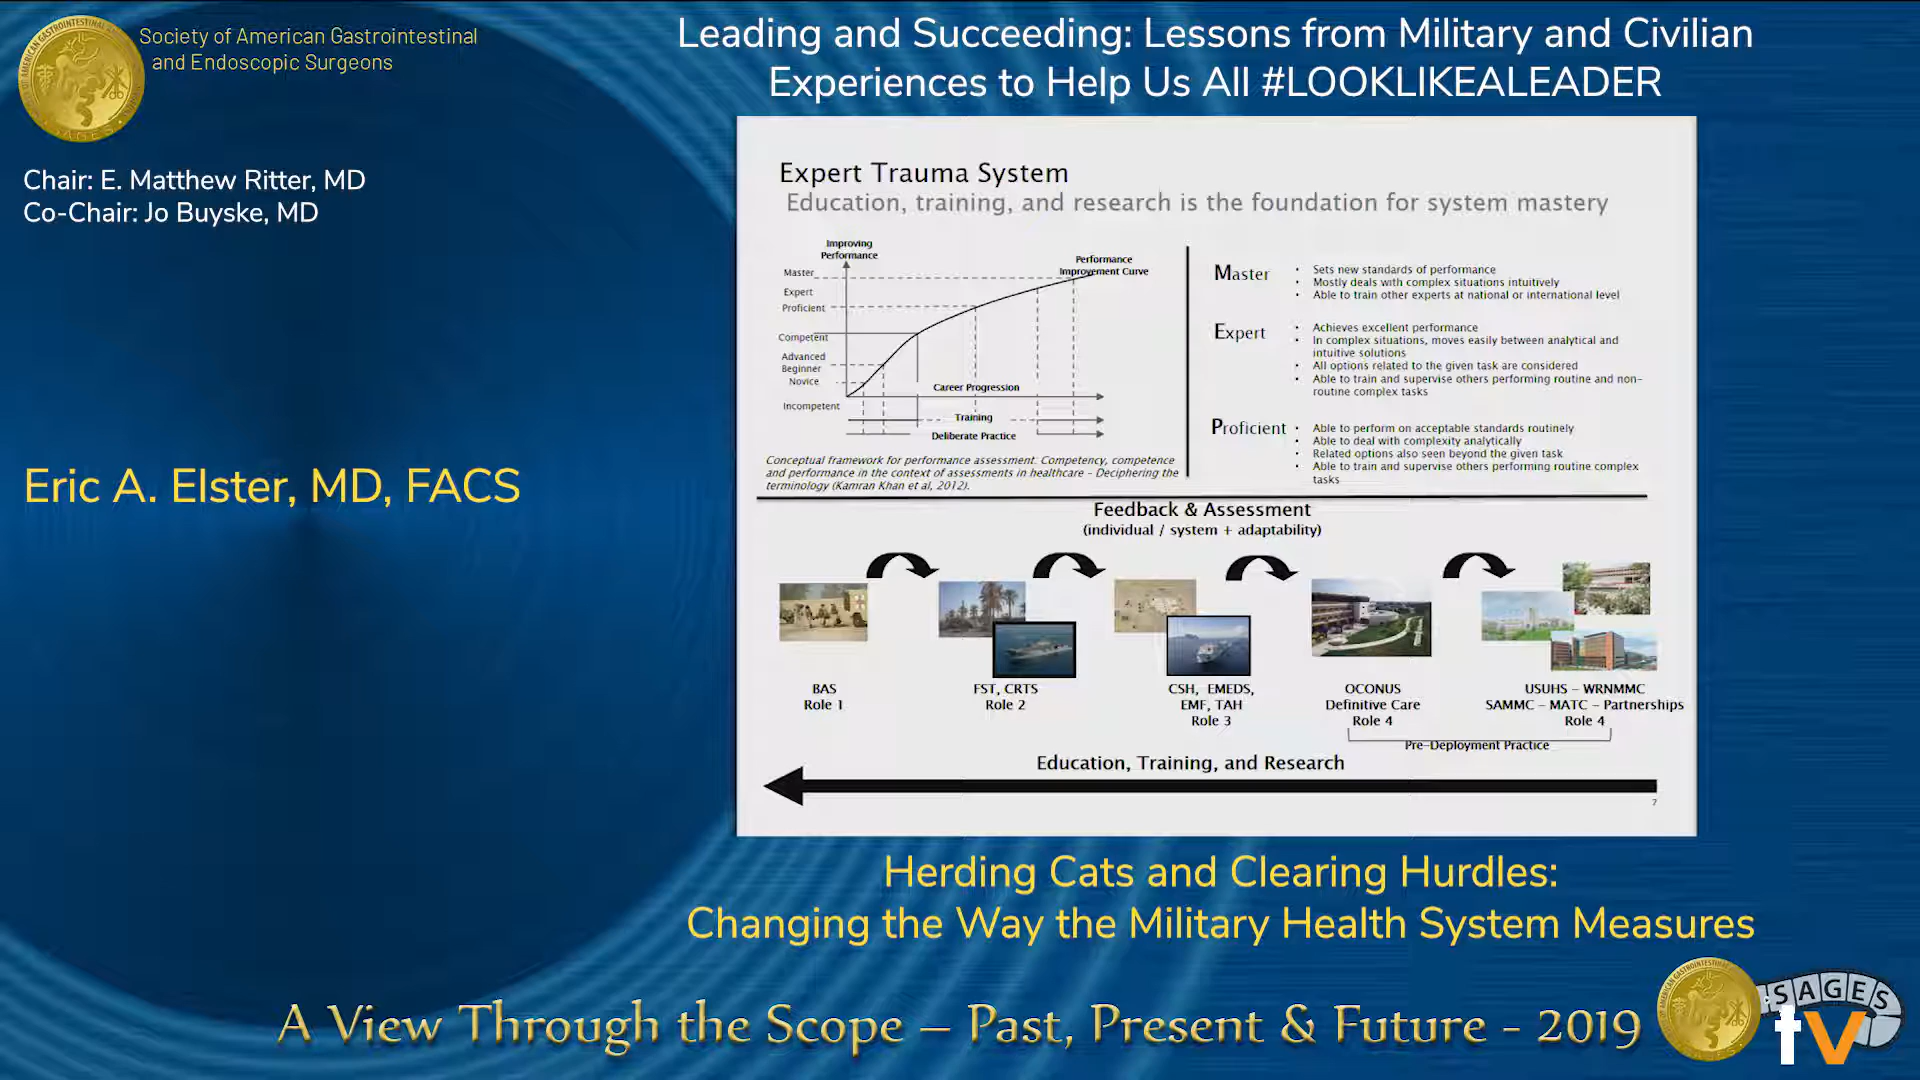 Society of American Gastrointestinal
and Endoscopic Surgeons
Leading and Succeeding: Lessons from Military and Civilian
Experiences to Help Us All #LOOKLIKEALEADER
Chair: E. Matthew Ritter, MD
Co-Chair: Jo Buyske, MD
Eric A. Elster, MD, FACS
Expert Trauma System
Education, training, and research is the foundation for system mastery
Improving
Performance
Performance
Improvement Curve
Master
Expert
Proficient
Competent
Advanced
Beginner
Novice
Incompetent
Career Progression
Training
Deliberate Practice
Conceptual framework for performance assessment: Competency, competence
and performance in the context of assessments in healthcare – Deciphering the
terminology (Kamran Khan et al, 2012).
Master
• Sets new standards of performance
• Mostly deals with complex situations intuitively
• Able to train other experts at national or international level
Expert
• Achieves excellent performance
• In complex situations, moves easily between analytical and
intuitive solutions
• All options related to the given task are considered
• Able to train and supervise others performing routine and non-
routine complex tasks
Proficient
• Able to perform on acceptable standards routinely
• Able to deal with complexity analytically
• Related options also seen beyond the given task
• Able to train and supervise others performing routine complex
tasks
Feedback & Assessment
(individual / system + adaptability)
BAS
Role 1
FST, CRTS
Role 2
CSH, EMEDS,
EMF, TAH
Role 3
OCONUS
Definitive Care
Role 4
USUHS – WRNMMC
SAMMC – MATC – Partnerships
Role 4
Pre-Deployment Practice
Education, Training, and Research
7
Herding Cats and Clearing Hurdles:
Changing the Way the Military Health System Measures
A View Through the Scope – Past, Present & Future - 2019
SAGES
tv